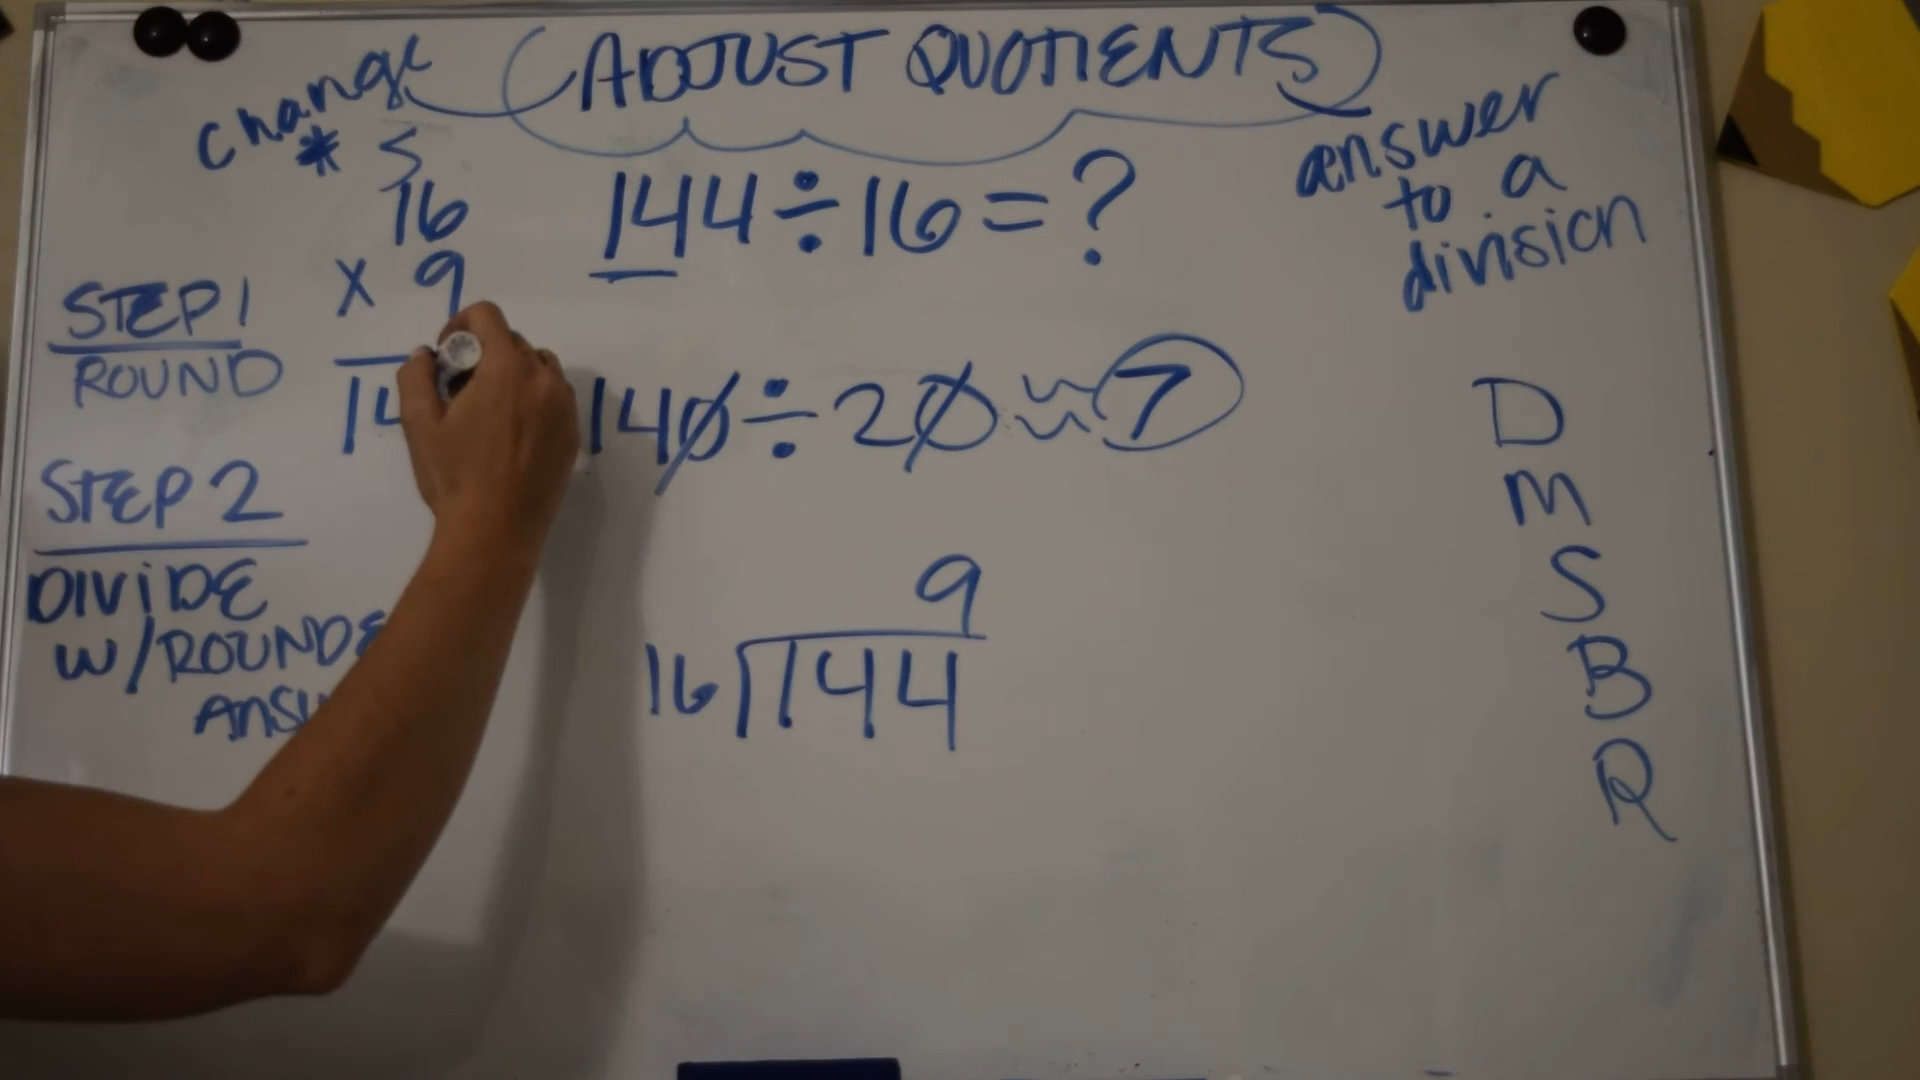 ADJUST QUOTIENTS
change
*
5
16
x 9
14
144÷16=?
answer
to a
division
STEP 1
ROUND
140÷20≈7
STEP 2
DIVIDE
W/ROUNDE
ANSW
9
16 144
D
M
S
B
R